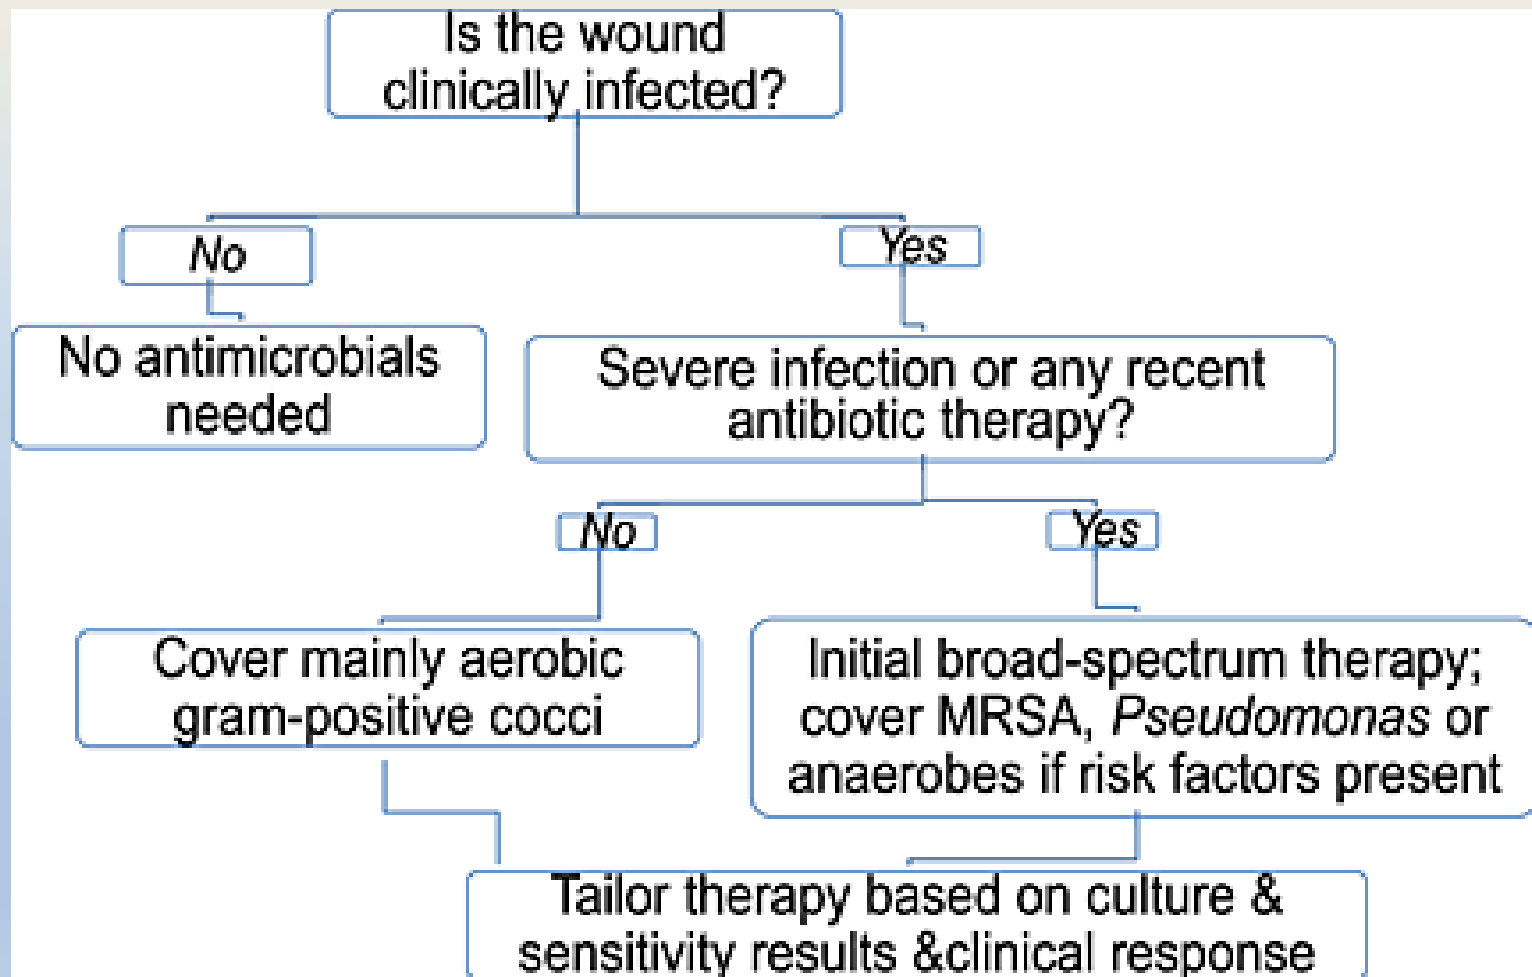 Is the wound
clinically infected?
No
Yes
No antimicrobials
needed
Severe infection or any recent
antibiotic therapy?
No
Yes
Cover mainly aerobic
gram-positive cocci
Initial broad-spectrum therapy;
cover MRSA, Pseudomonas or
anaerobes if risk factors present
Tailor therapy based on culture &
sensitivity results &clinical response